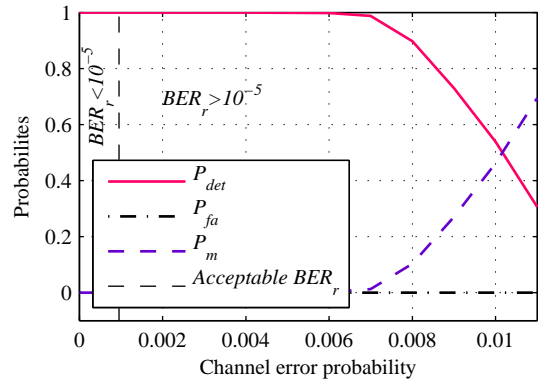 1
0.8
0.6
0.4
0.2
0
Probabilites
BER_r<10^-5
BER_r>10^-5
P_det
P_fa
P_m
Acceptable BER_r
0 0.002 0.004 0.006 0.008 0.01
Channel error probability